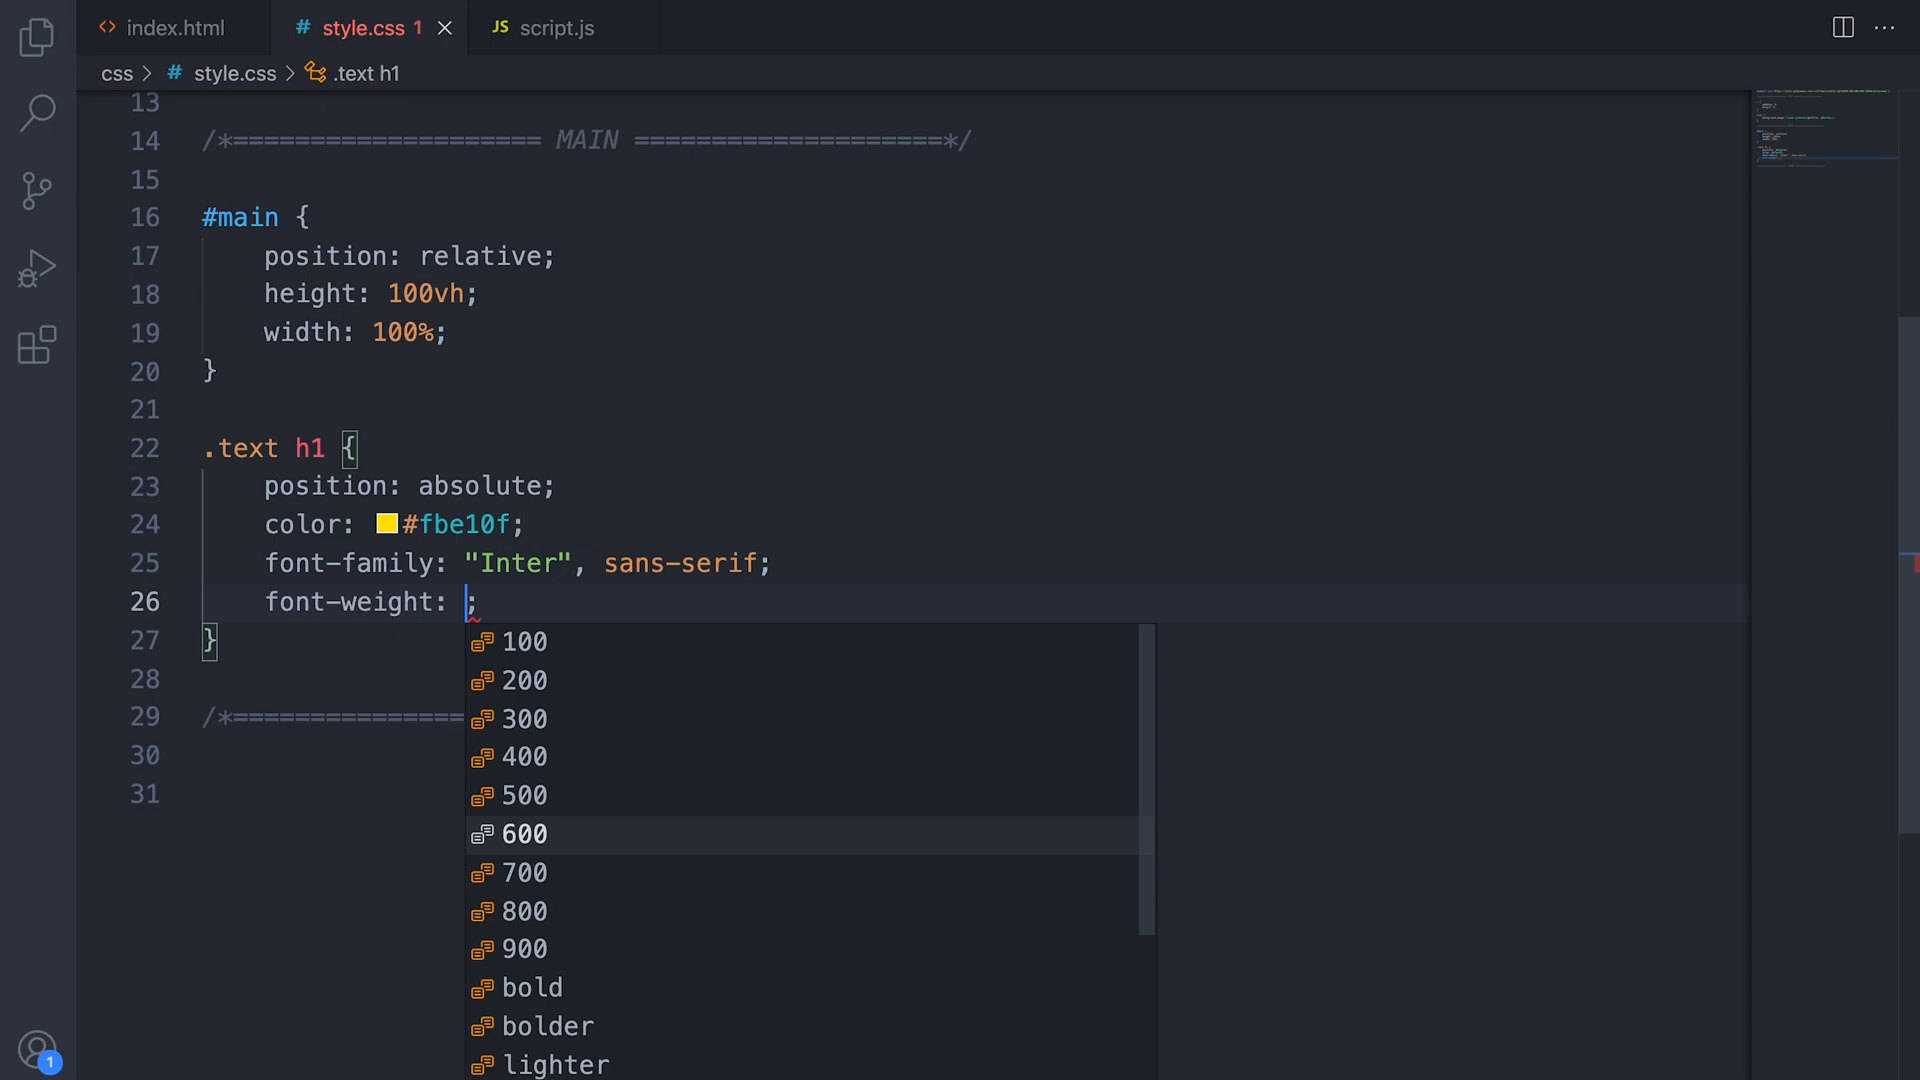 index.html
# style.css 1
JS script.js
css > # style.css > .text h1
13
14 /*==================== MAIN ====================*/
15
16 #main {
17 position: relative;
18 height: 100vh;
19 width: 100%;
20 }
21
22 .text h1 {
23 position: absolute;
24 color: #fbe10f;
25 font-family: "Inter", sans-serif;
26 font-weight: ;
27 }
100
28
200
29 /*===============
300
30
400
31
500
600
700
800
900
bold
bolder
lighter
1